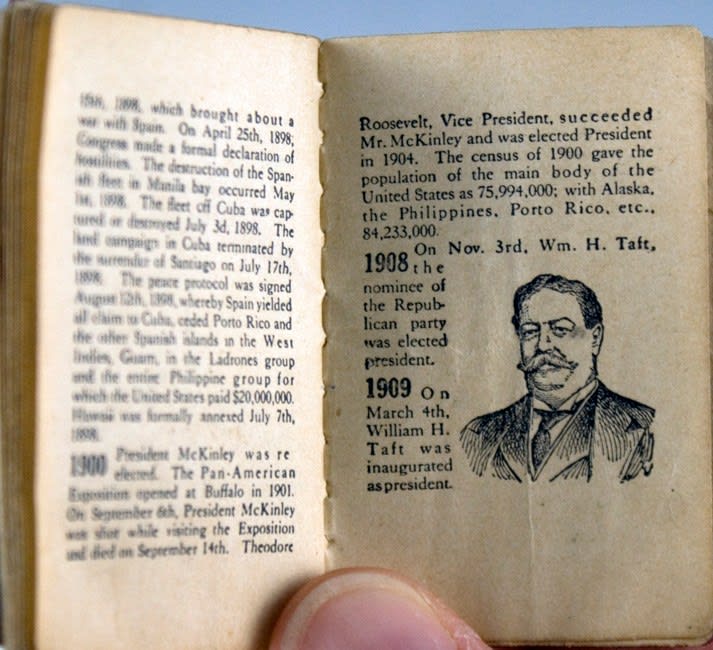 15th, 1898, which brought about a
war with Spain. On April 25th, 1898,
Congress made a formal declaration of
hostilities. The destruction of the Span-
ish fleet in Manila bay occurred May
1st, 1898. The fleet off Cuba was cap-
tured or destroyed July 3d, 1898. The
land campaign in Cuba terminated by
the surrender of Santiago on July 17th,
1898. The peace protocol was signed
August 12th, 1898, whereby Spain yielded
all claim to Cuba, ceded Porto Rico and
the other Spanish islands in the West
Indies, Guam, in the Ladrones group
and the entire Philippine group for
which the United States paid $20,000,000.
Hawaii was formally annexed July 7th,
1898.
1900 President McKinley was re
elected. The Pan-American
Exposition opened at Buffalo in 1901.
On September 6th, President McKinley
was shot while visiting the Exposition
and died on September 14th. Theodore
Roosevelt, Vice President, succeeded
Mr. McKinley and was elected President
in 1904. The census of 1900 gave the
population of the main body of the
United States as 75,994,000; with Alaska,
the Philippines, Porto Rico, etc.,
84,233,000.
1908 On Nov. 3rd, Wm. H. Taft,
the
nominee of
the Repub-
lican party
was elected
president.
1909 On
March 4th,
William H.
Taft was
inaugurated
as president.